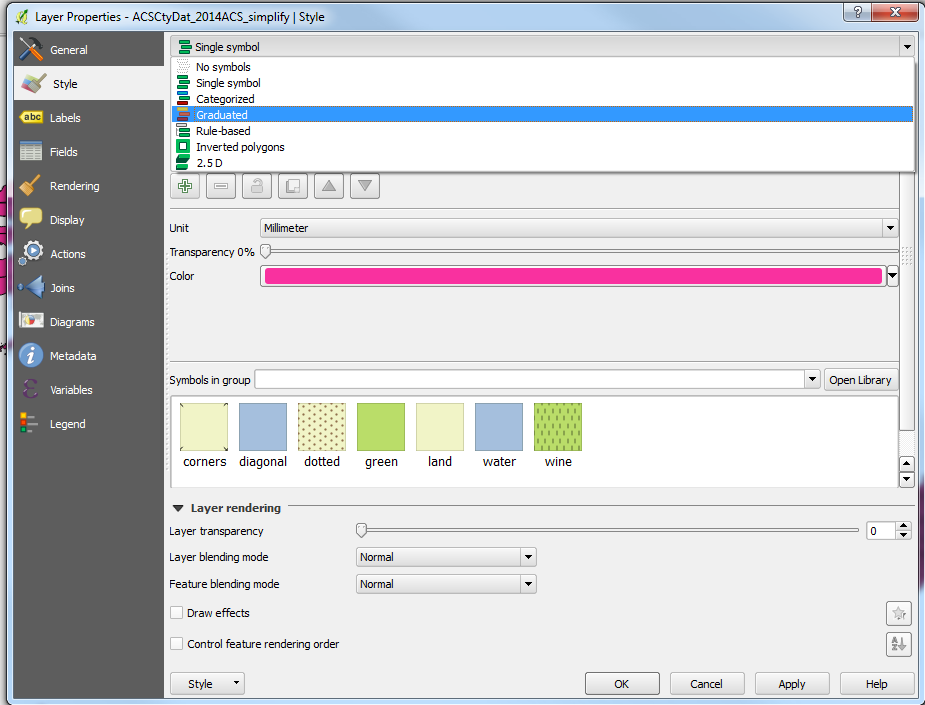 Layer Properties - ACSCtyDat_2014ACS_simplify | Style
General
Style
abc Labels
Fields
Rendering
Display
Actions
Joins
Diagrams
Metadata
Variables
Legend
Single symbol
No symbols
Single symbol
Categorized
Graduated
Rule-based
Inverted polygons
2.5 D
Unit Millimeter
Transparency 0%
Color
Symbols in group Open Library
corners diagonal dotted green land water wine
Layer rendering
Layer transparency 0
Layer blending mode Normal
Feature blending mode Normal
Draw effects
Control feature rendering order
Style OK Cancel Apply Help